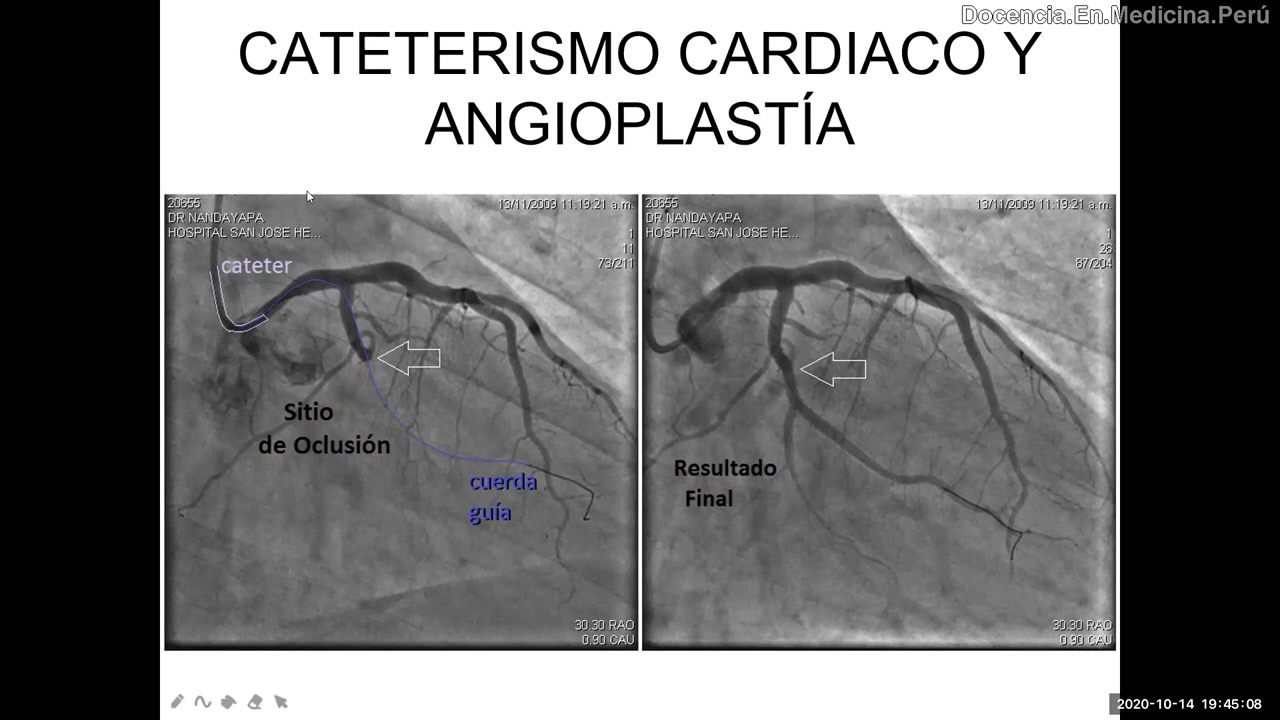 Docencia.En.Medicina.Perú
CATETERISMO CARDIACO Y
ANGIOPLASTÍA
20655
DR NANDAYAPA
HOSPITAL SAN JOSE HE...
13/11/2009 11:19:21 a.m.
1
11
73/211
cateter
Sitio
de Oclusión
cuerda
guía
30.30 RAO
0.90 CAU
20655
DR NANDAYAPA
HOSPITAL SAN JOSE HE...
13/11/2009 11:19:21 a.m.
1
26
87/204
Resultado
Final
30.30 RAO
0.90 CAU
2020-10-14 19:45:08